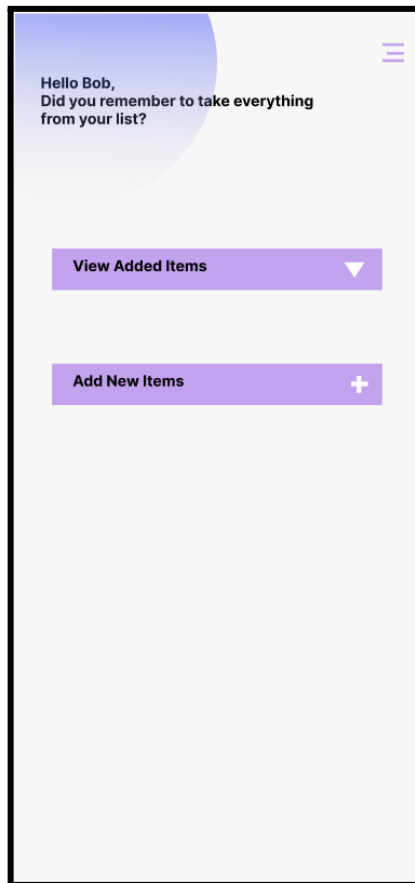 Hello Bob,
Did you remember to take everything
from your list?
View Added Items
Add New Items